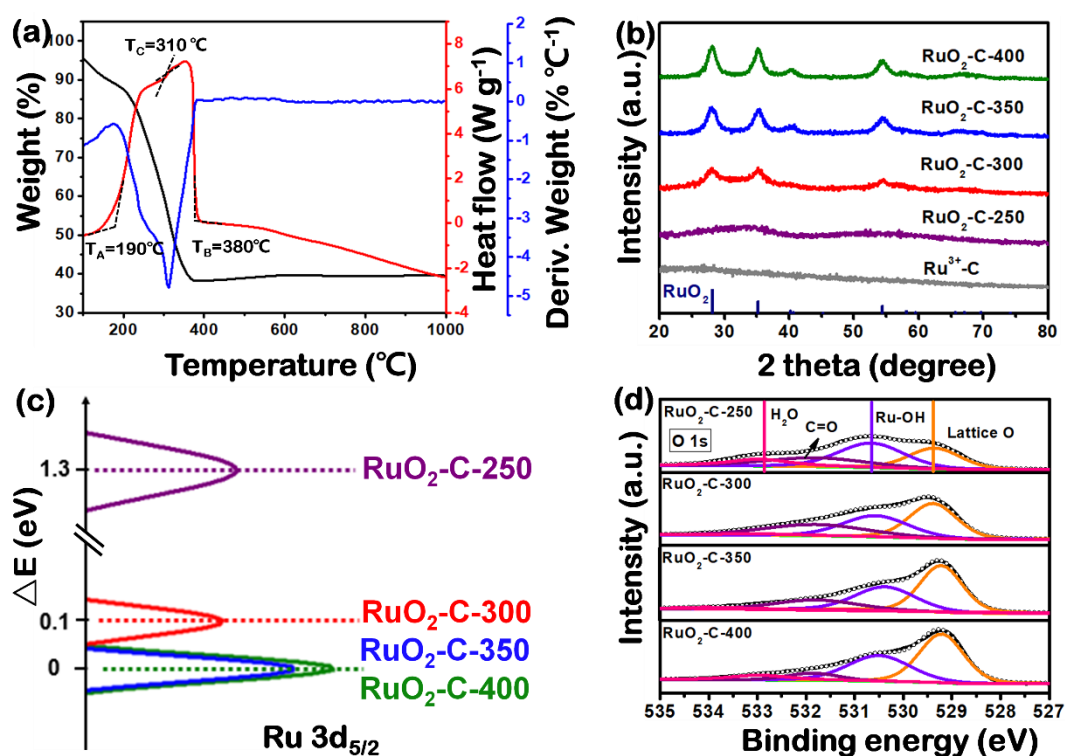 (a)
T_C=310 ℃
T_A=190℃
T_B=380℃
Weight (%)
100
90
80
70
60
50
40
30
Heat flow (W g⁻¹)
8
6
4
2
0
-2
-4
Deriv. Weight (% ℃⁻¹)
2
1
0
-1
-2
-3
-4
-5
200 400 600 800 1000
Temperature (℃)
(b)
Intensity (a.u.)
RuO₂-C-400
RuO₂-C-350
RuO₂-C-300
RuO₂-C-250
Ru³⁺-C
RuO₂
20 30 40 50 60 70 80
2 theta (degree)
(c)
△E (eV)
1.3
0.1
0
RuO₂-C-250
RuO₂-C-300
RuO₂-C-350
RuO₂-C-400
Ru 3d₅/₂
(d)
Intensity (a.u.)
RuO₂-C-250
O 1s
H₂O
C=O
Ru-OH
Lattice O
RuO₂-C-300
RuO₂-C-350
RuO₂-C-400
535 534 533 532 531 530 529 528 527
Binding energy (eV)